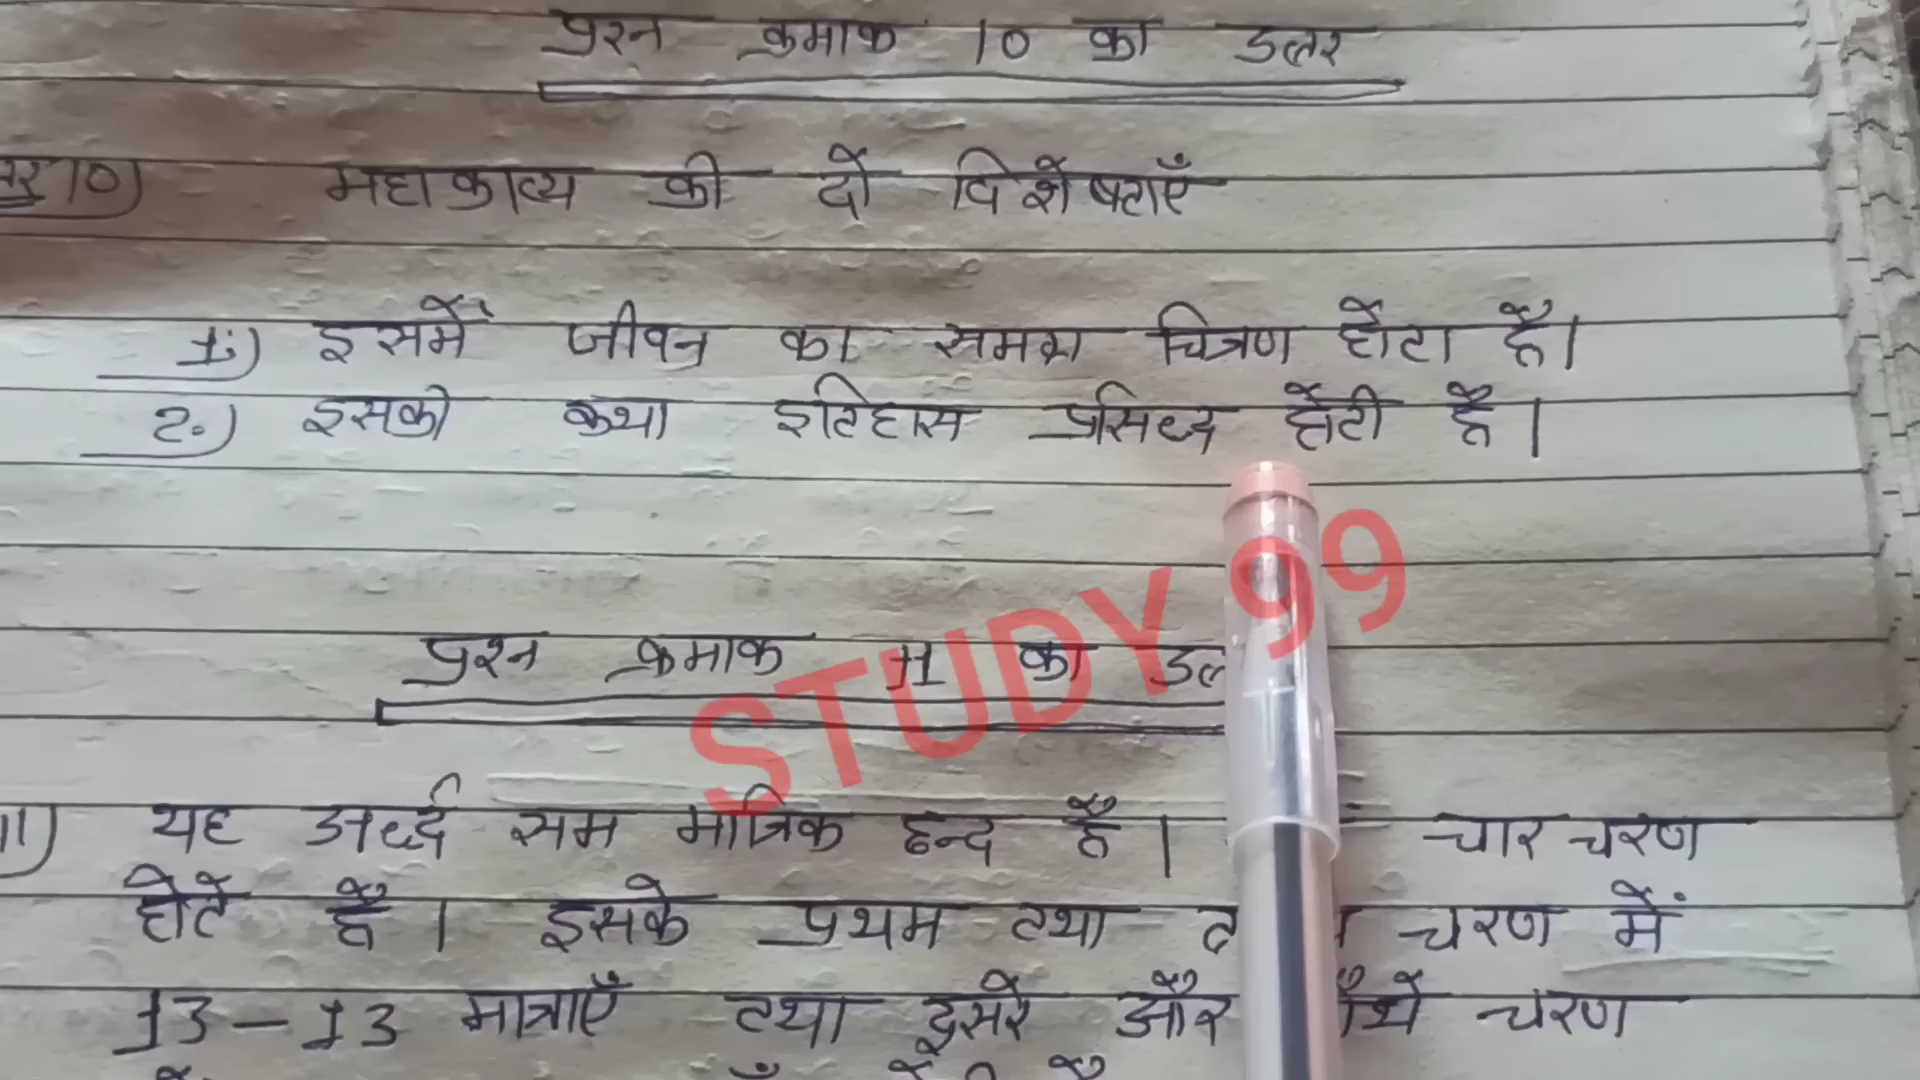 प्रश्न क्रमाक 10 का उत्तर
10) महाकाव्य की दो विशेषताएँ
1.) इसमें जीवन का समग्र चित्रण होता है।
2.) इसकी कथा इतिहास प्रसिद्ध होती है।
STUDY 99
प्रश्न क्रमाक 11 का
11) यह अर्द्ध सम मात्रिक छन्द है। चार चरण
होते हैं। इसके प्रथम तथा चरण में
13-13 मात्राएँ तथा दुसरे और चरण